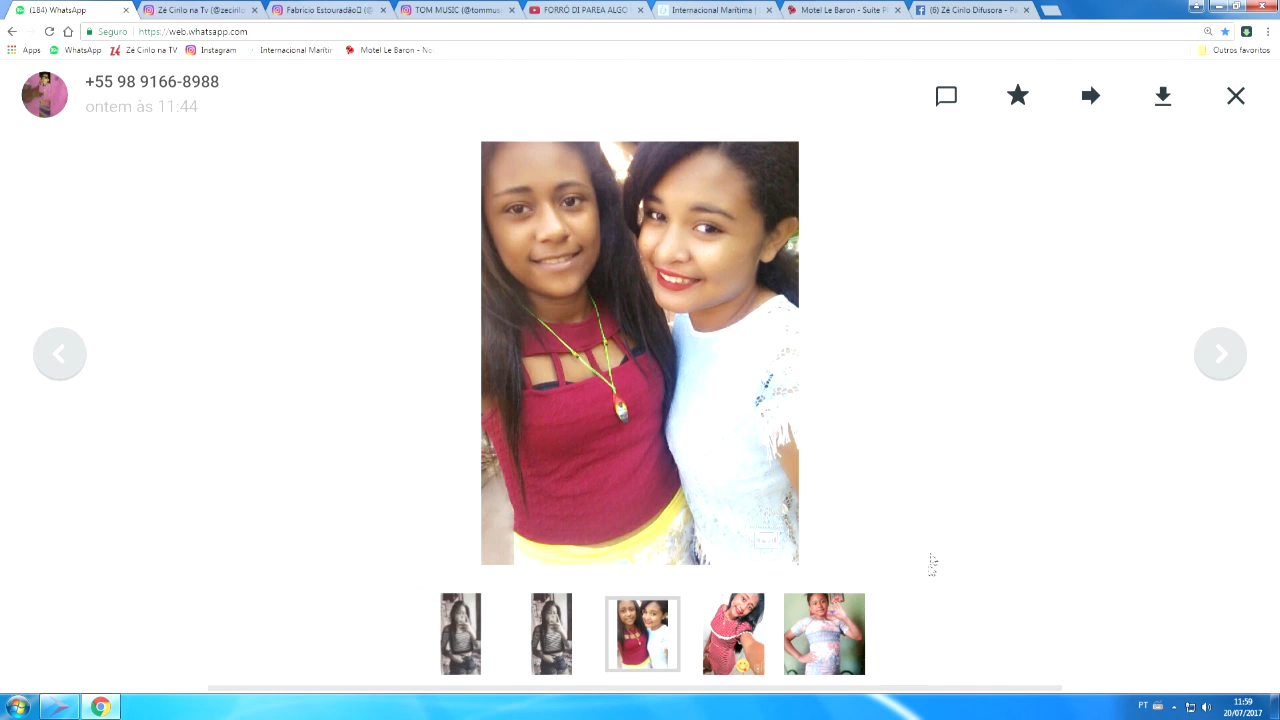 (184) WhatsApp
Zé Cirilo na Tv (@zecirilo
Fabricio Estouradão (@
TOM MUSIC (@tommus
FORRÓ DI PAREA ALGO
Internacional Marítima |
Motel Le Baron - Suíte P
(6) Zé Cirilo Difusora - P
Seguro
https://web.whatsapp.com
Apps
WhatsApp
Zé Cirilo na TV
Instagram
Internacional Marítim
Motel Le Baron - No
Outros favoritos
+55 98 9166-8988
ontem às 11:44
PT
11:59
20/07/2017